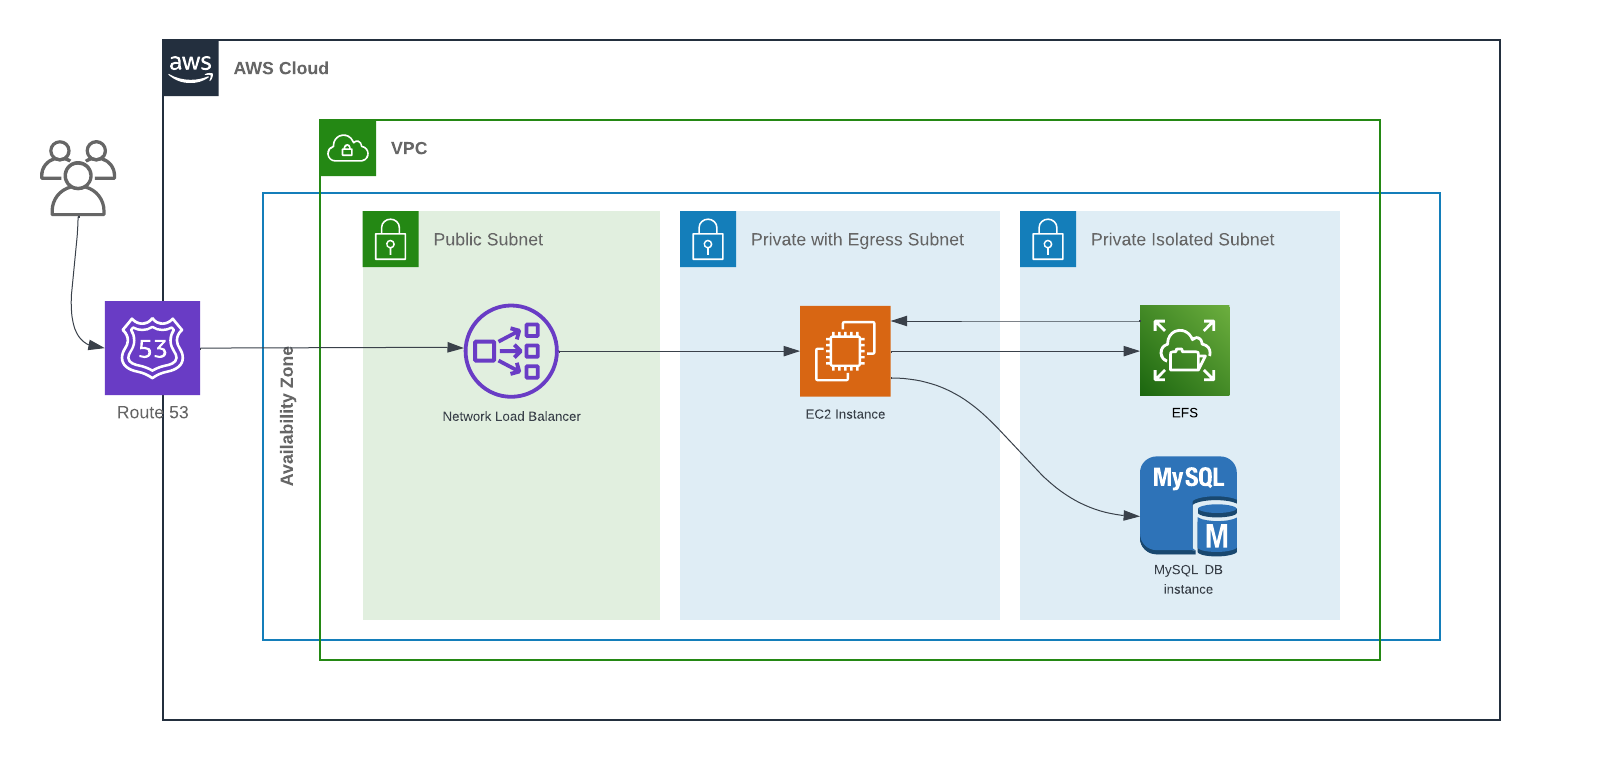 aws
AWS Cloud
VPC
Public Subnet
Private with Egress Subnet
Private Isolated Subnet
53
Route 53
Availability Zone
Network Load Balancer
EC2 Instance
EFS
MySQL
M
MySQL DB
instance